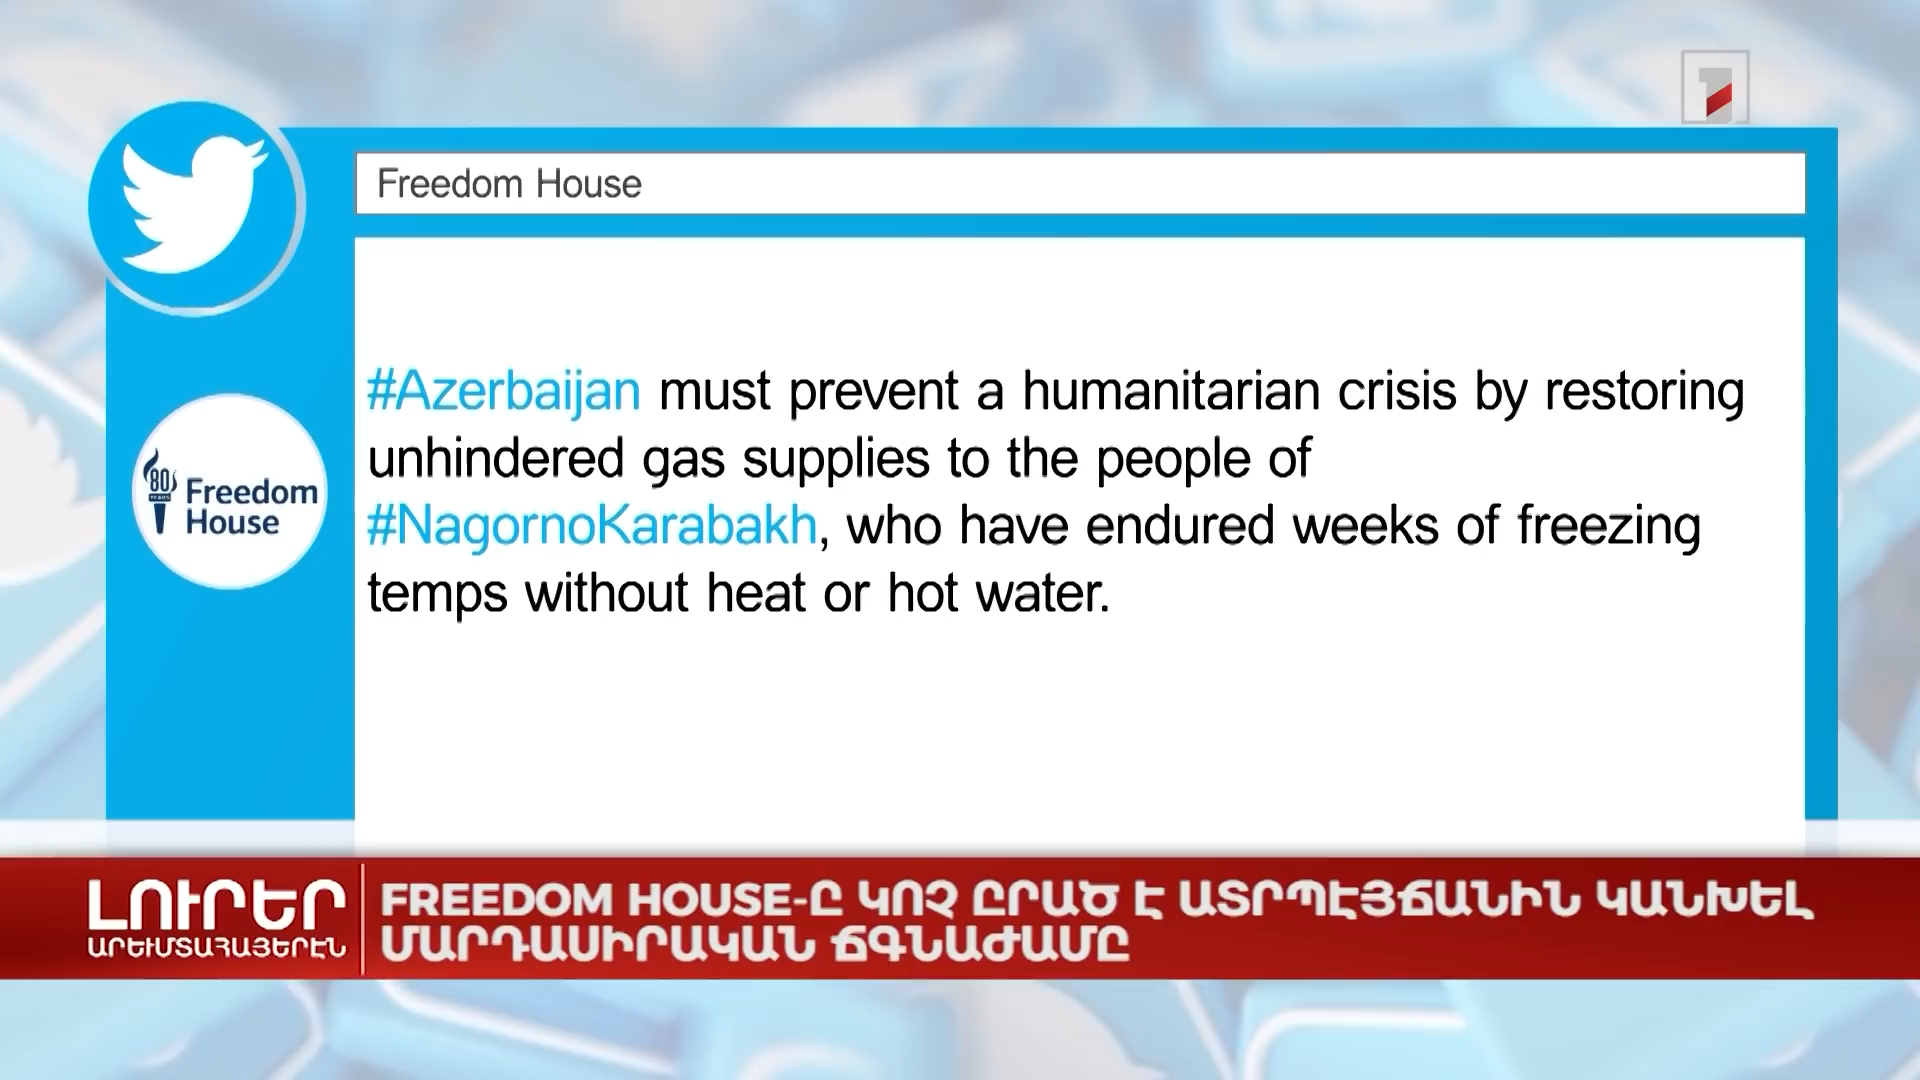 Freedom House
#Azerbaijan must prevent a humanitarian crisis by restoring
unhindered gas supplies to the people of
#NagornoKarabakh, who have endured weeks of freezing
temps without heat or hot water.
80
YEARS
Freedom
House
ԼՈՒՐԵՐ
ԱՐԵՒՄՏԱՀԱՅԵՐԷՆ
FREEDOM HOUSE-Ը ԿՈՉ ԸՐԱԾ Է ԱՏՐՊԷՅՃԱՆԻՆ ԿԱՆԽԵԼ
ՄԱՐԴԱՍԻՐԱԿԱՆ ՃԳՆԱԺԱՄԸ
1